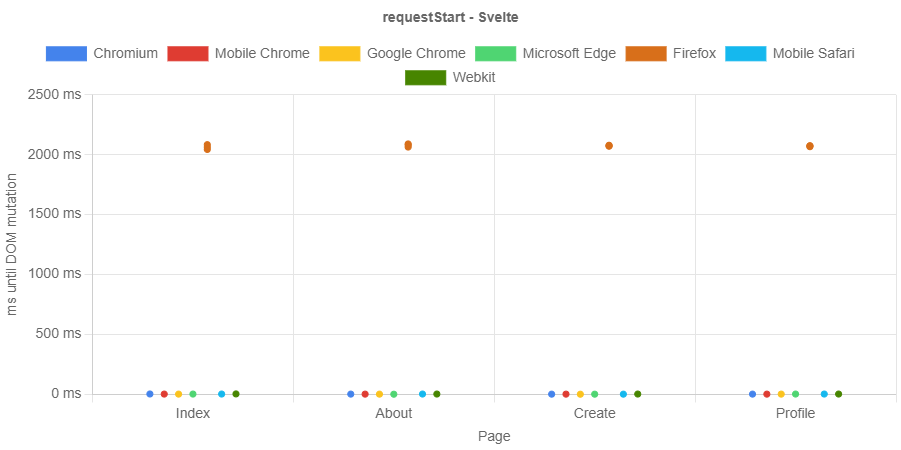 requestStart - Svelte
Chromium Mobile Chrome Google Chrome Microsoft Edge Firefox Mobile Safari
Webkit
2500 ms
2000 ms
1500 ms
1000 ms
500 ms
0 ms
ms until DOM mutation
Index About Create Profile
Page